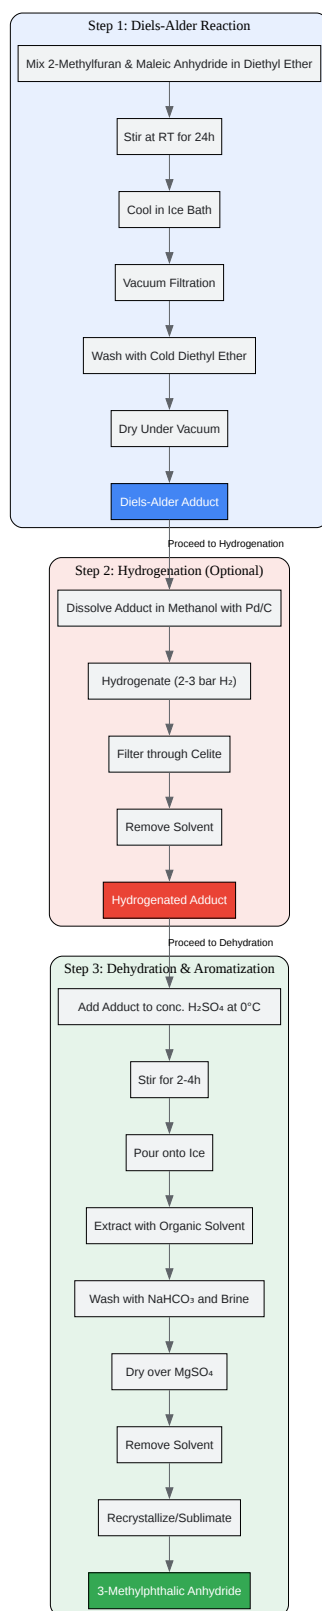 Step 1: Diels-Alder Reaction
Mix 2-Methylfuran & Maleic Anhydride in Diethyl Ether
Stir at RT for 24h
Cool in Ice Bath
Vacuum Filtration
Wash with Cold Diethyl Ether
Dry Under Vacuum
Diels-Alder Adduct
Proceed to Hydrogenation
Step 2: Hydrogenation (Optional)
Dissolve Adduct in Methanol with Pd/C
Hydrogenate (2-3 bar H₂)
Filter through Celite
Remove Solvent
Hydrogenated Adduct
Proceed to Dehydration
Step 3: Dehydration & Aromatization
Add Adduct to conc. H₂SO₄ at 0°C
Stir for 2-4h
Pour onto Ice
Extract with Organic Solvent
Wash with NaHCO₃ and Brine
Dry over MgSO₄
Remove Solvent
Recrystallize/Sublimate
3-Methylphthalic Anhydride